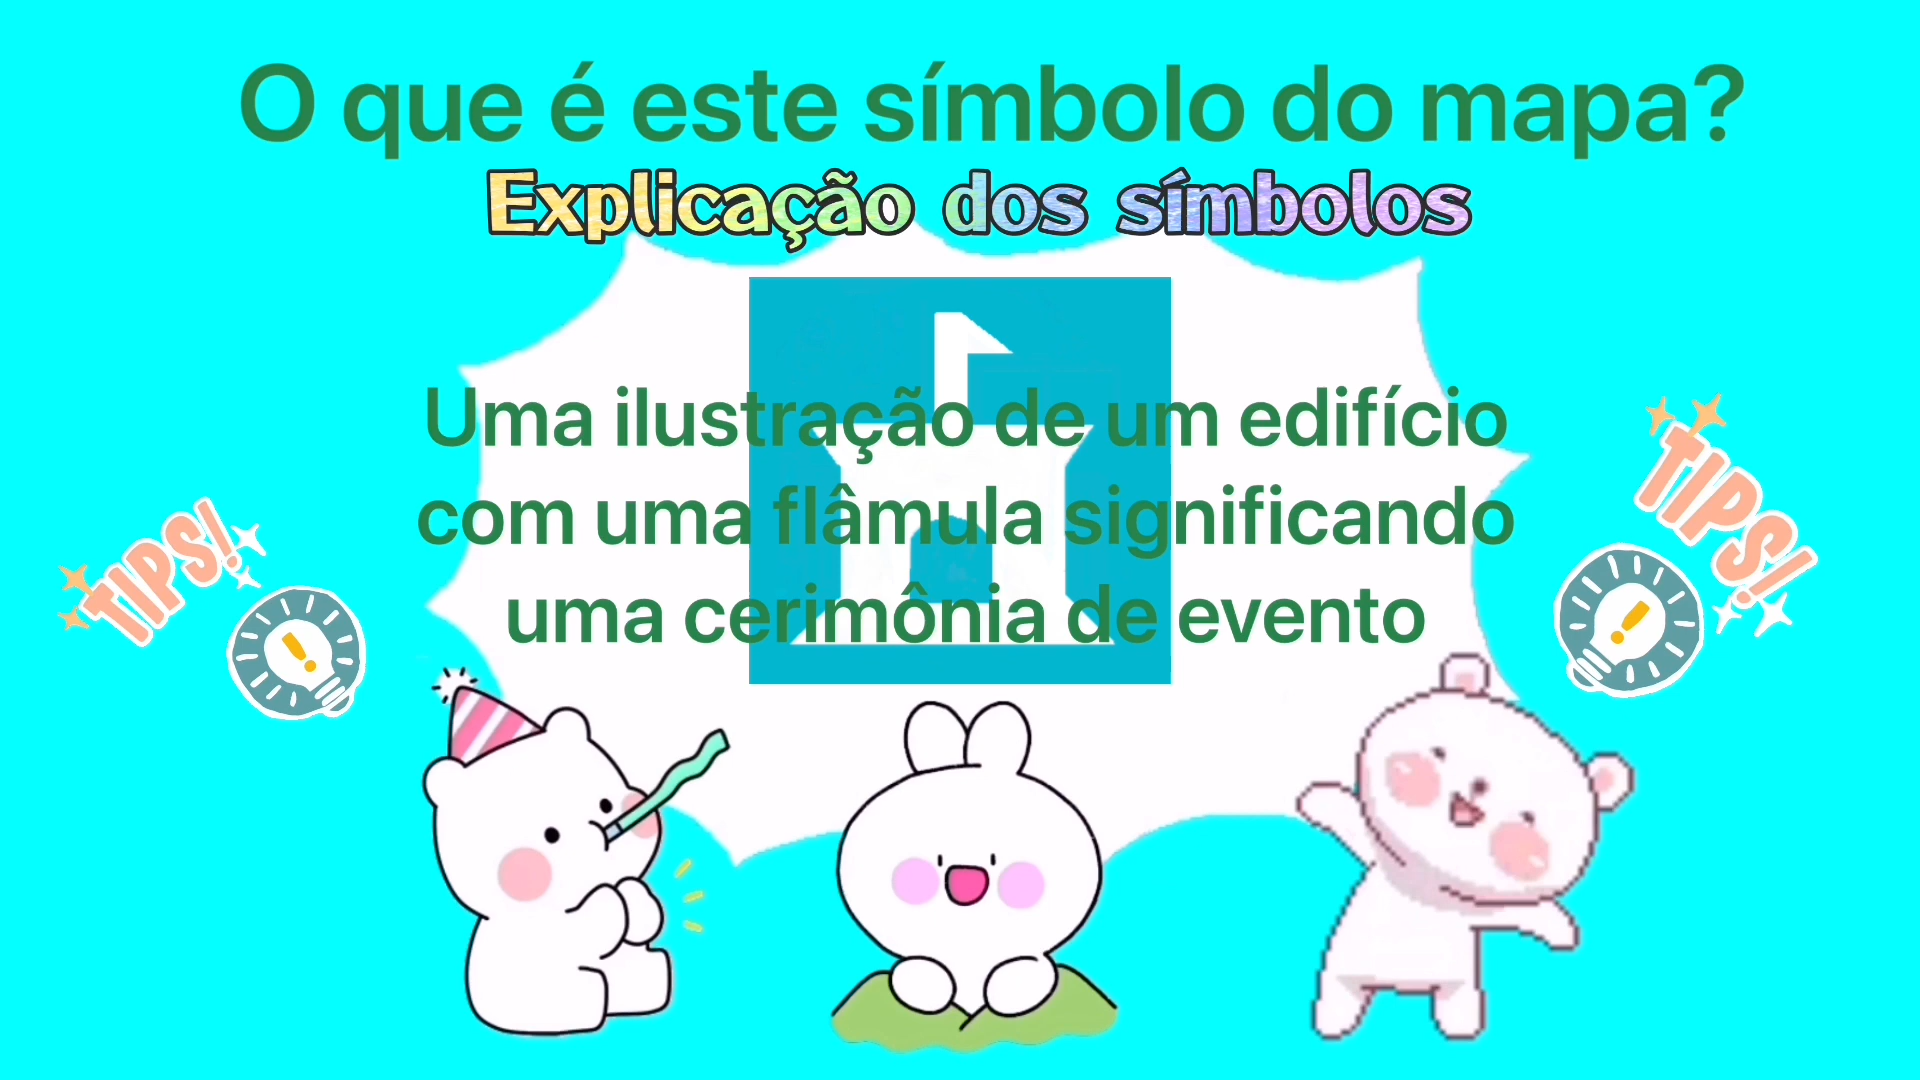 O que é este símbolo do mapa?
Explicação dos símbolos
Uma ilustração de um edifício
com uma flâmula significando
uma cerimônia de evento
TIPS!
TIPS!